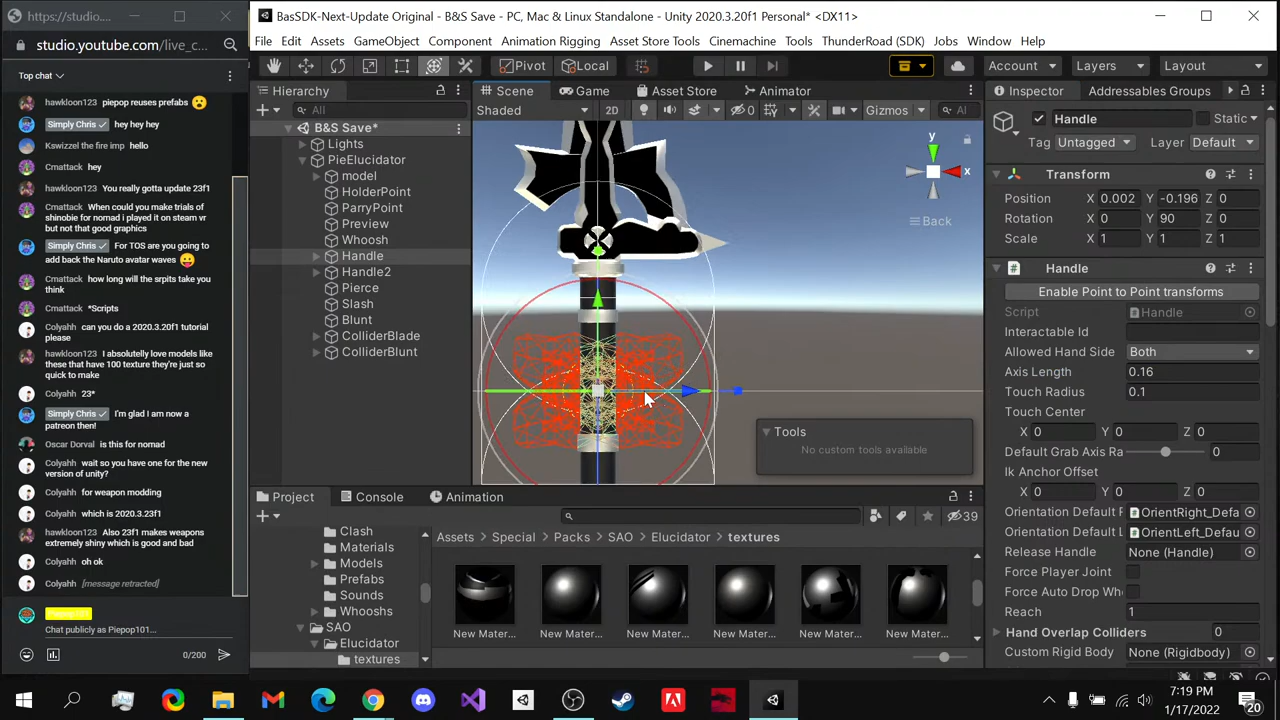 https://studio.youtube....
studio.youtube.com/live_c...
Top chat
hawkloon123 piepop reuses prefabs 😮
Simply Chris hey hey hey
Kswizzel the fire imp hello
Cmattack hey
hawkloon123 You really gotta update 23f1
Cmattack When could you make trials of
shinobie for nomad i played it on steam vr
but not that good graphics
Simply Chris For TOS are you going to
add back the Naruto avatar waves 😛
Cmattack how long will the srpits take you
think
Cmattack *Scripts
Colyahh can you do a 2020.3.20f1 tutorial
please
hawkloon123 I absolutelly love models like
these that have 100 texture they're just so
quick to make
Colyahh 23*
Simply Chris I'm glad I am now a
patreon then!
Oscar Dorval is this for nomad
Colyahh wait so you have one for the new
version of unity?
Colyahh for weapon modding
Colyahh which is 2020.3.23f1
hawkloon123 Also 23f1 makes weapons
extremely shiny which is good and bad
Colyahh oh ok
Colyahh [message retracted]
Piepop101
Chat publicly as Piepop101...
0/200
BasSDK-Next-Update Original - B&S Save - PC, Mac & Linux Standalone - Unity 2020.3.20f1 Personal* <DX11>
File Edit Assets GameObject Component Animation Rigging Asset Store Tools Cinemachine Tools ThunderRoad (SDK) Jobs Window Help
Pivot Local Account Layers Layout
Hierarchy
All
B&S Save*
Lights
PieElucidator
model
HolderPoint
ParryPoint
Preview
Whoosh
Handle
Handle2
Pierce
Slash
Blunt
ColliderBlade
ColliderBlunt
Scene Game Asset Store Animator
Shaded 2D 0 Gizmos Al
y
x
Back
Tools
No custom tools available
Project Console Animation
39
Clash
Materials
Models
Prefabs
Sounds
Whooshs
SAO
Elucidator
textures
Assets Special Packs SAO Elucidator textures
New Mater... New Mater... New Mater... New Mater... New Mater... New Mater...
Inspector Addressables Groups
Handle Static
Tag Untagged Layer Default
Transform
Position X 0.002 Y -0.196 Z 0
Rotation X 0 Y 90 Z 0
Scale X 1 Y 1 Z 1
Handle
Enable Point to Point transforms
Script Handle
Interactable Id
Allowed Hand Side Both
Axis Length 0.16
Touch Radius 0.1
Touch Center
X 0 Y 0 Z 0
Default Grab Axis Ra 0
Ik Anchor Offset
X 0 Y 0 Z 0
Orientation Default F OrientRight_Defa
Orientation Default L OrientLeft_Defau
Release Handle None (Handle)
Force Player Joint
Force Auto Drop Whe
Reach 1
Hand Overlap Colliders 0
Custom Rigid Body None (Rigidbody)
7:19 PM
1/17/2022
20